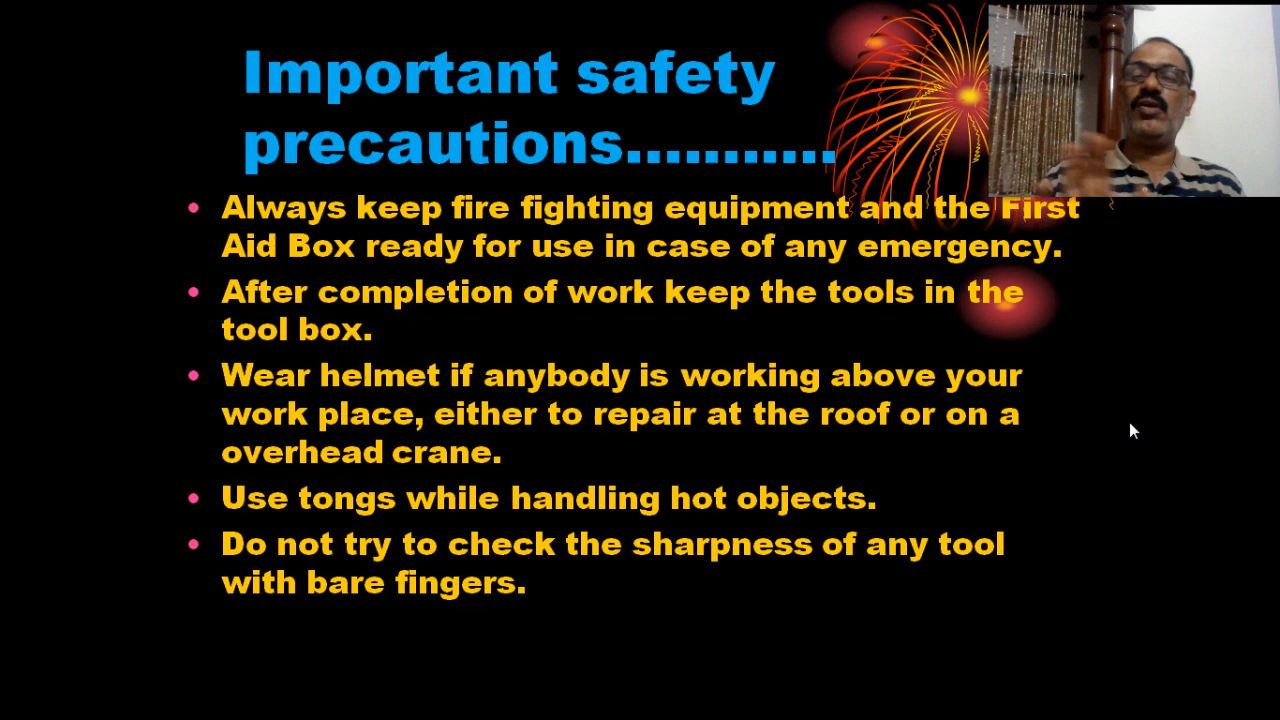 Important safety
precautions...........
• Always keep fire fighting equipment and the First
Aid Box ready for use in case of any emergency.
• After completion of work keep the tools in the
tool box.
• Wear helmet if anybody is working above your
work place, either to repair at the roof or on a
overhead crane.
• Use tongs while handling hot objects.
• Do not try to check the sharpness of any tool
with bare fingers.